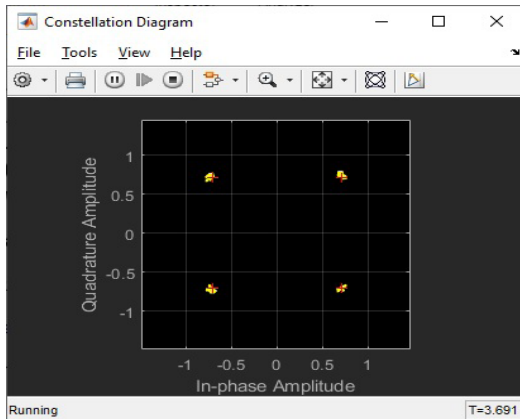 Constellation Diagram
File Tools View Help
Quadrature Amplitude
1
0.5
0
-0.5
-1
-1 -0.5 0 0.5 1
In-phase Amplitude
Running T=3.691